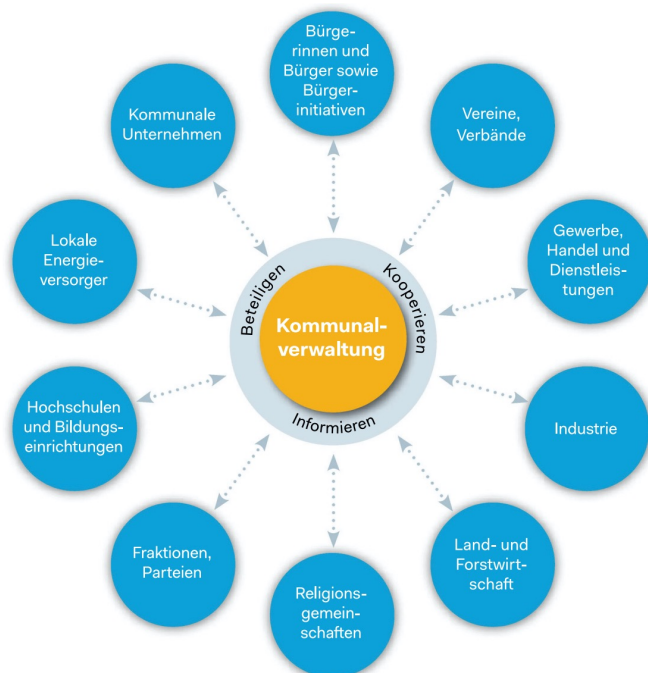 Bürge-
rinnen und
Bürger sowie
Bürger-
initiativen
Vereine,
Verbände
Gewerbe,
Handel und
Dienstleis-
tungen
Industrie
Land- und
Forstwirt-
schaft
Religions-
gemein-
schaften
Fraktionen,
Parteien
Hochschulen
und Bildungs-
einrichtungen
Lokale
Energie-
versorger
Kommunale
Unternehmen
Beteiligen
Kooperieren
Informieren
Kommunal-
verwaltung